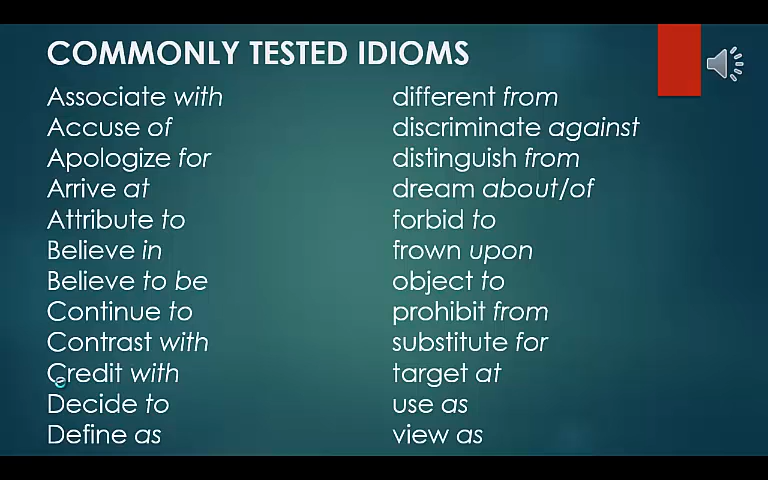 COMMONLY TESTED IDIOMS
Associate with
Accuse of
Apologize for
Arrive at
Attribute to
Believe in
Believe to be
Continue to
Contrast with
Credit with
Decide to
Define as
different from
discriminate against
distinguish from
dream about/of
forbid to
frown upon
object to
prohibit from
substitute for
target at
use as
view as